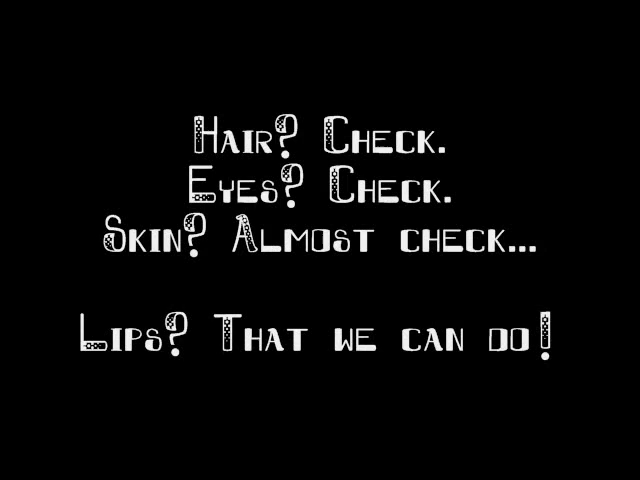 Hair? Check.
Eyes? Check.
Skin? Almost check...
Lips? That we can do!